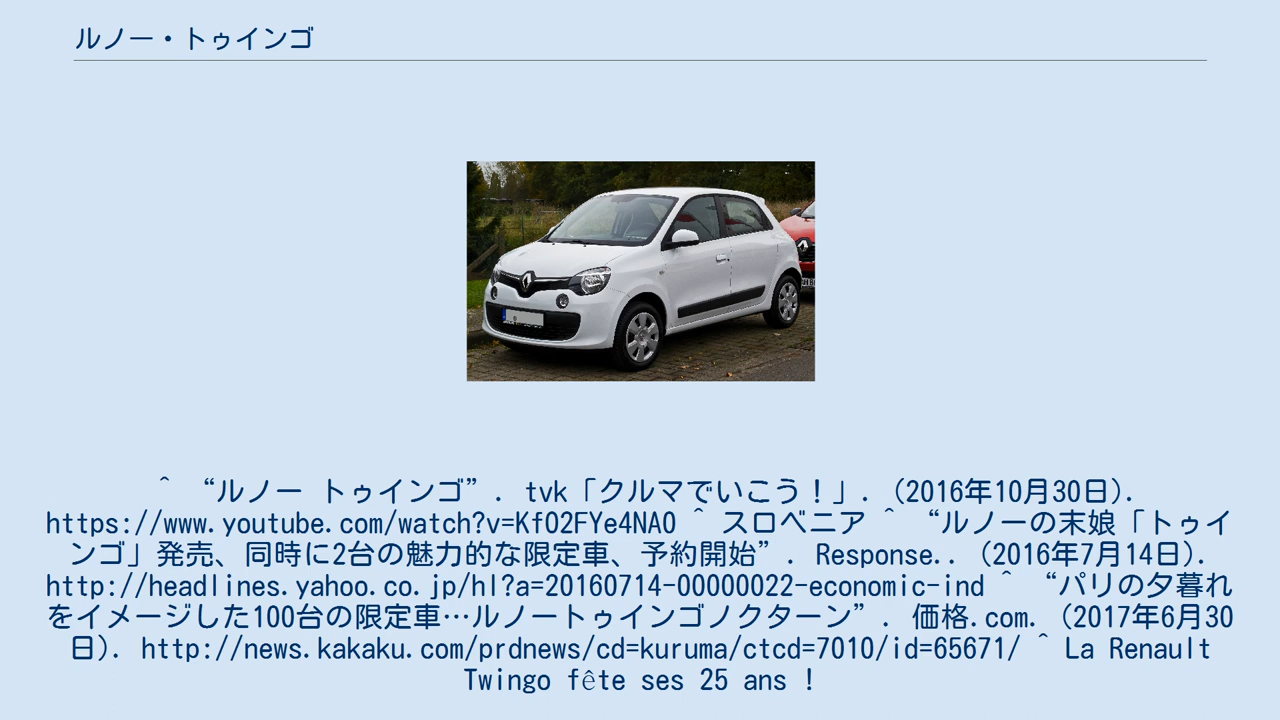 ルノー・トゥインゴ
^ “ルノー トゥインゴ”. tvk「クルマでいこう！」. (2016年10月30日).
https://www.youtube.com/watch?v=KfO2FYe4NA0 ^ スロベニア ^ “ルノーの末娘「トゥイ
ンゴ」発売、同時に2台の魅力的な限定車、予約開始”. Response.. (2016年7月14日).
http://headlines.yahoo.co.jp/hl?a=20160714-00000022-economic-ind ^ “パリの夕暮れ
をイメージした100台の限定車…ルノートゥインゴノクターン”. 価格.com. (2017年6月30
日). http://news.kakaku.com/prdnews/cd=kuruma/ctcd=7010/id=65671/ ^ La Renault
Twingo fête ses 25 ans !